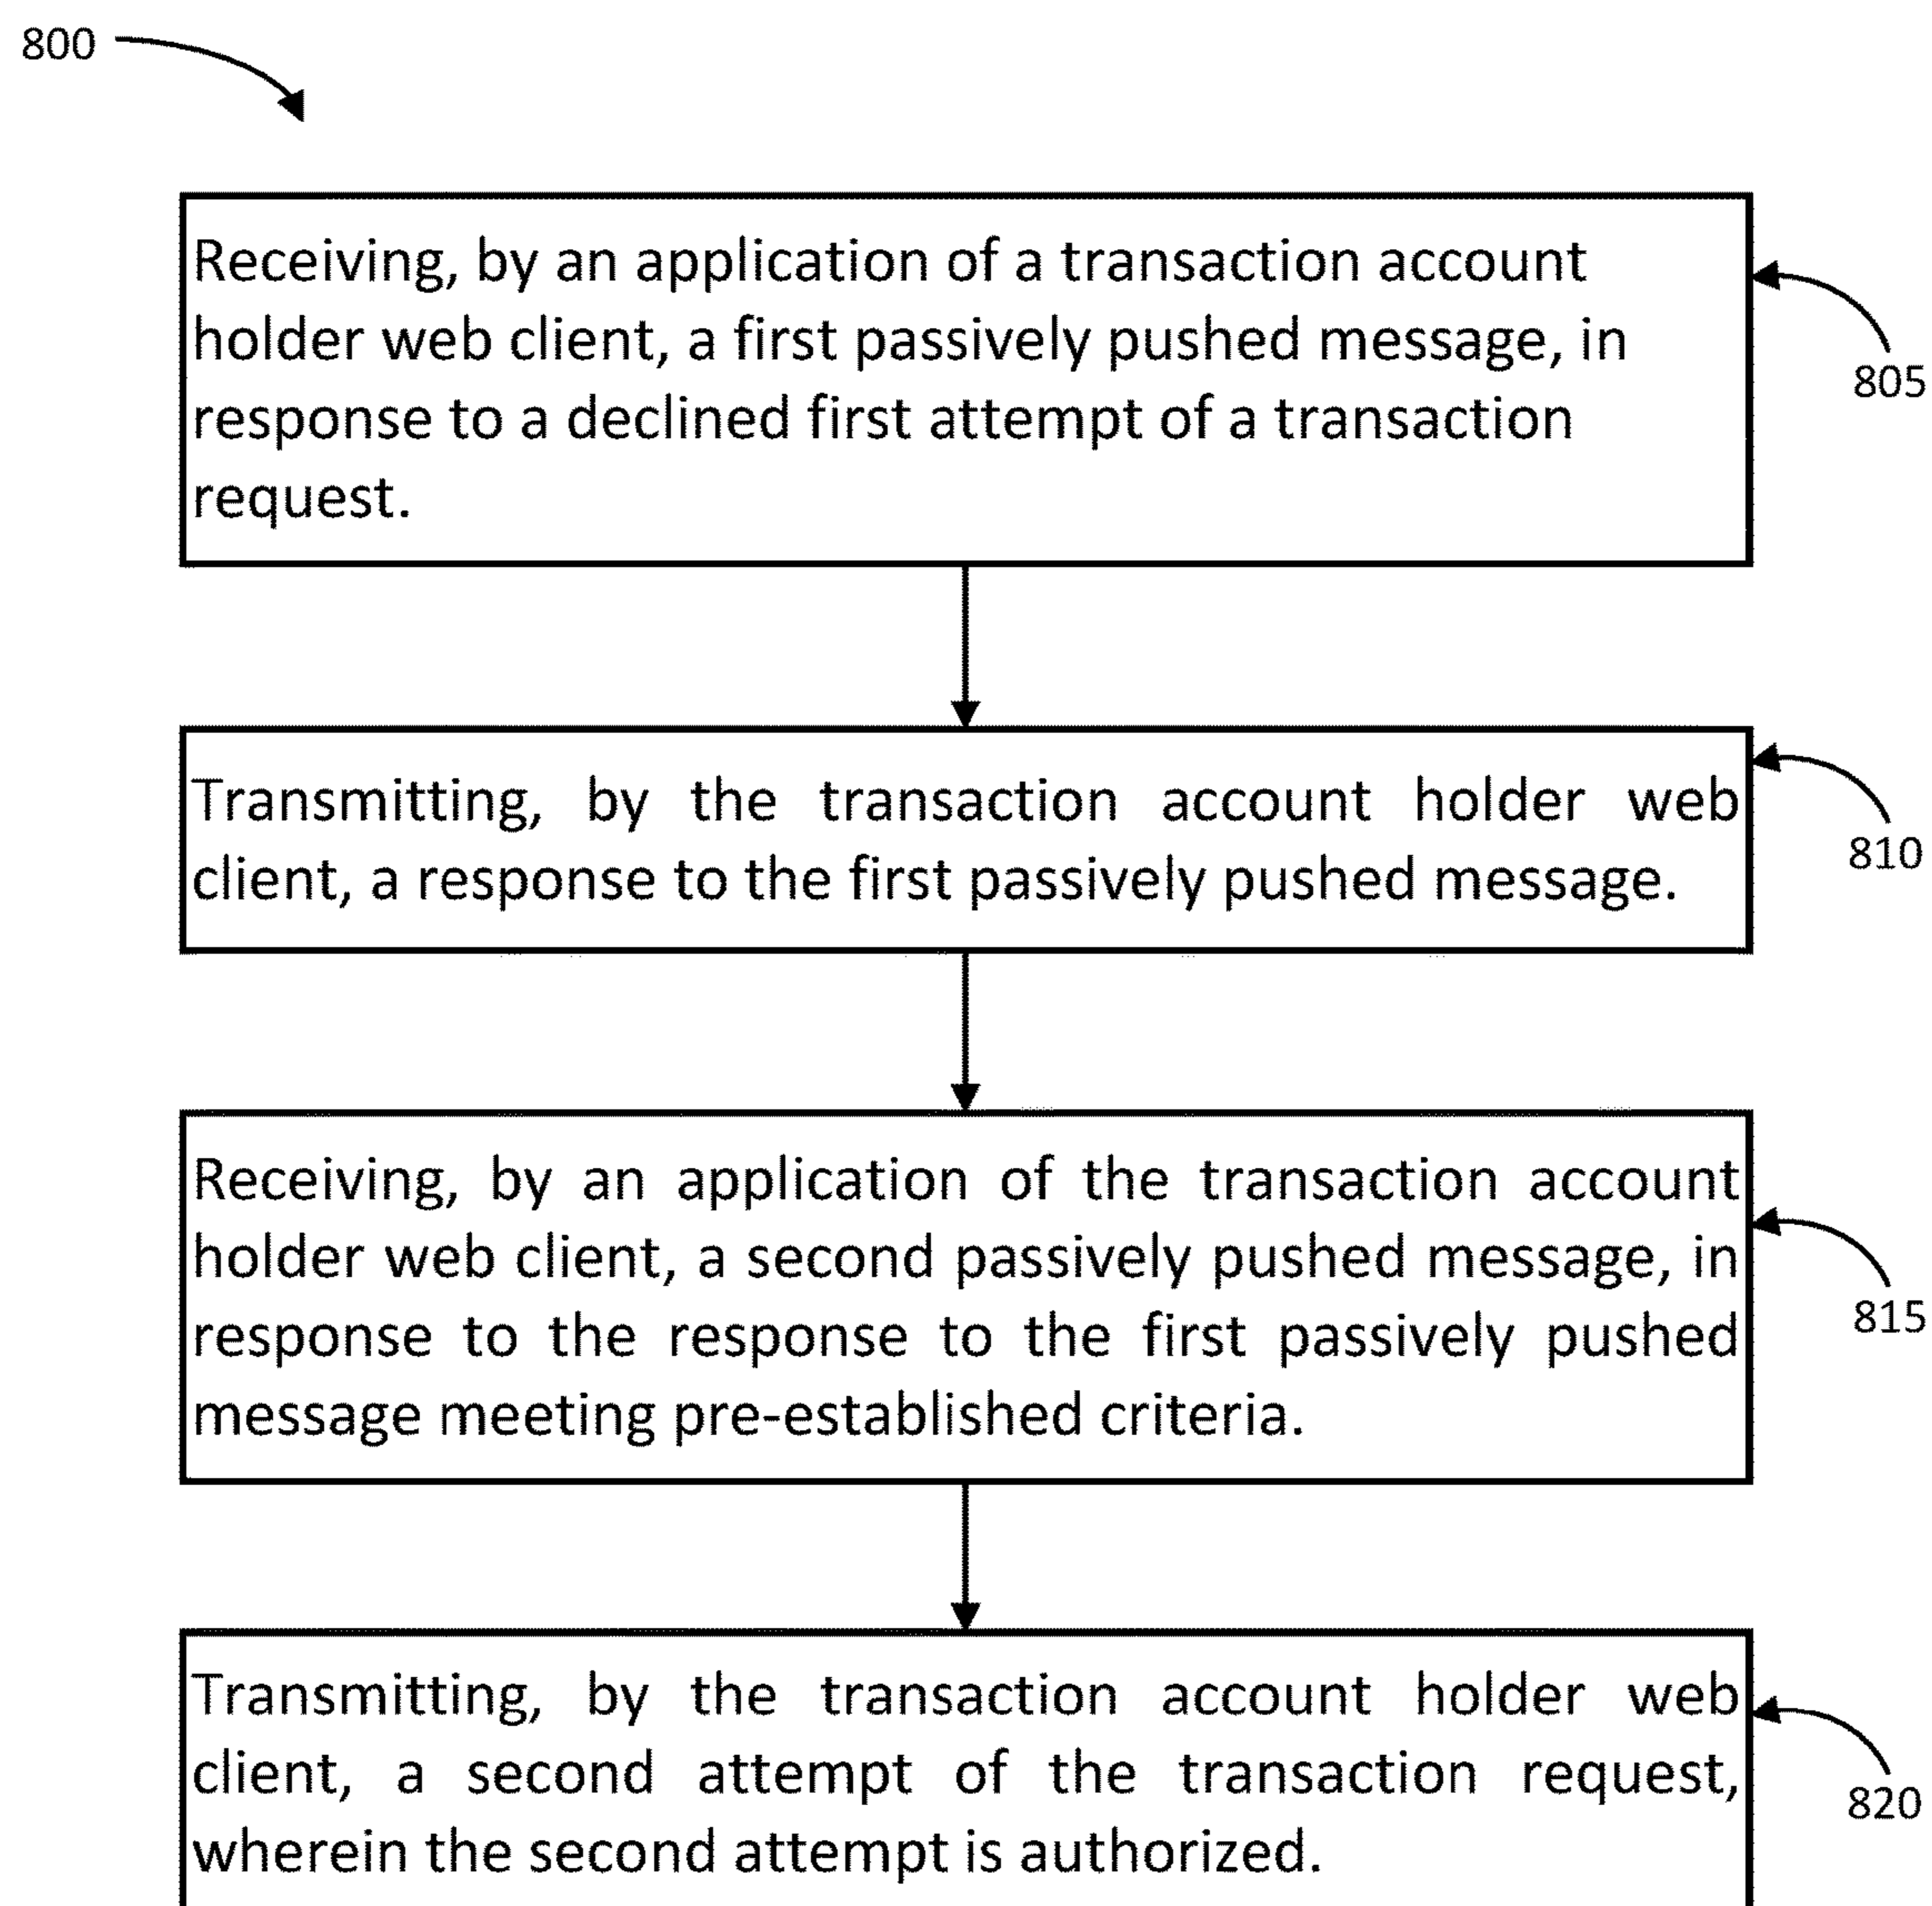 800
Receiving, by an application of a transaction account
holder web client, a first passively pushed message, in
response to a declined first attempt of a transaction
request.
805
Transmitting, by the transaction account holder web
client, a response to the first passively pushed message.
810
Receiving, by an application of the transaction account
holder web client, a second passively pushed message, in
response to the response to the first passively pushed
message meeting pre-established criteria.
815
Transmitting, by the transaction account holder web
client, a second attempt of the transaction request,
wherein the second attempt is authorized.
820